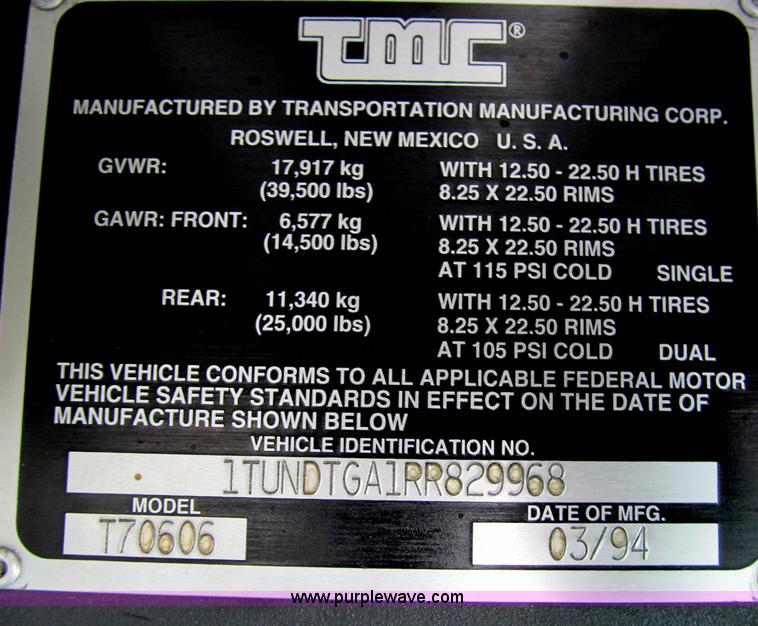 TMC®
MANUFACTURED BY TRANSPORTATION MANUFACTURING CORP.
ROSWELL, NEW MEXICO U. S. A.
GVWR: 17,917 kg WITH 12.50 - 22.50 H TIRES
(39,500 lbs) 8.25 X 22.50 RIMS
GAWR: FRONT: 6,577 kg WITH 12.50 - 22.50 H TIRES
(14,500 lbs) 8.25 X 22.50 RIMS
AT 115 PSI COLD SINGLE
REAR: 11,340 kg WITH 12.50 - 22.50 H TIRES
(25,000 lbs) 8.25 X 22.50 RIMS
AT 105 PSI COLD DUAL
THIS VEHICLE CONFORMS TO ALL APPLICABLE FEDERAL MOTOR
VEHICLE SAFETY STANDARDS IN EFFECT ON THE DATE OF
MANUFACTURE SHOWN BELOW
VEHICLE IDENTIFICATION NO.
1TUNDTGA1RR829968
MODEL DATE OF MFG.
T70606 03/94
www.purplewave.com